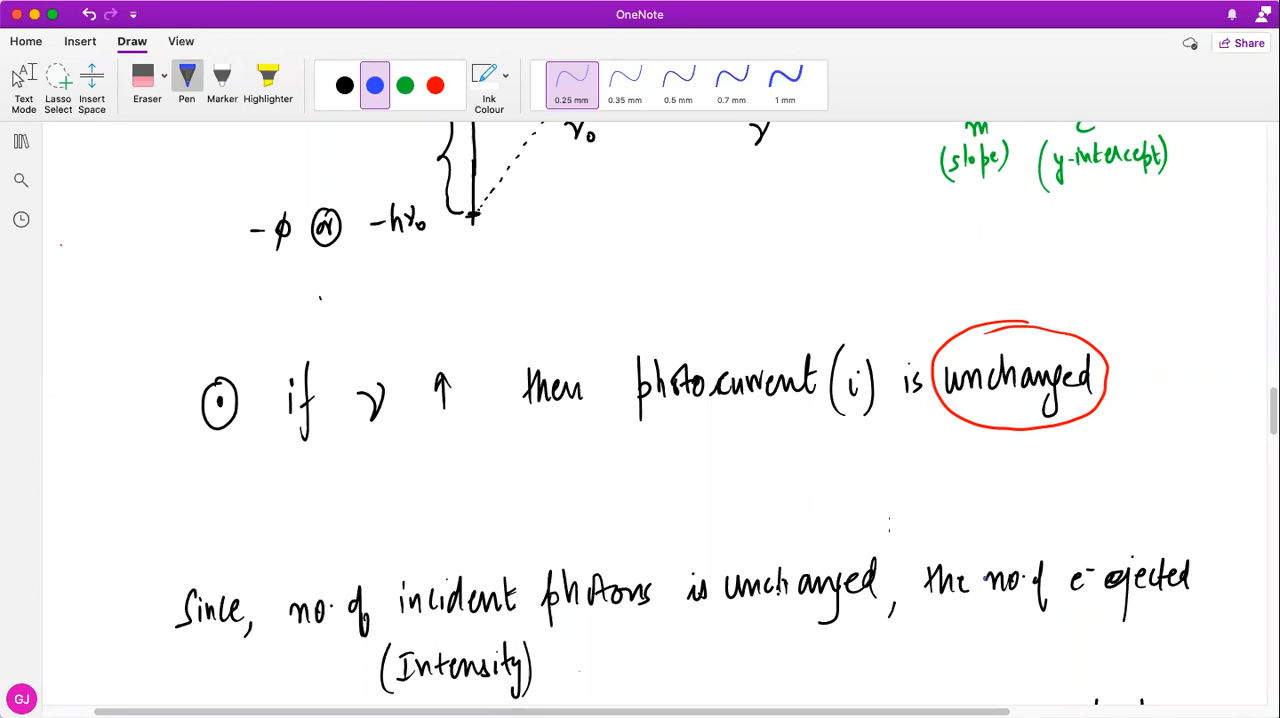 OneNote
Home Insert Draw View
Share
Text Mode
Lasso Select
Insert Space
Eraser
Pen
Marker
Highlighter
Ink Colour
0.25 mm
0.35 mm
0.5 mm
0.7 mm
1 mm
ν₀ ν
m
(slope) (y-intercept)
-ϕ or -hν₀
⊙ if ν ↑ then photocurrent (i) is unchanged
Since, no. of incident photons is unchanged, the no. of e⁻ ejected
(Intensity)
GJ